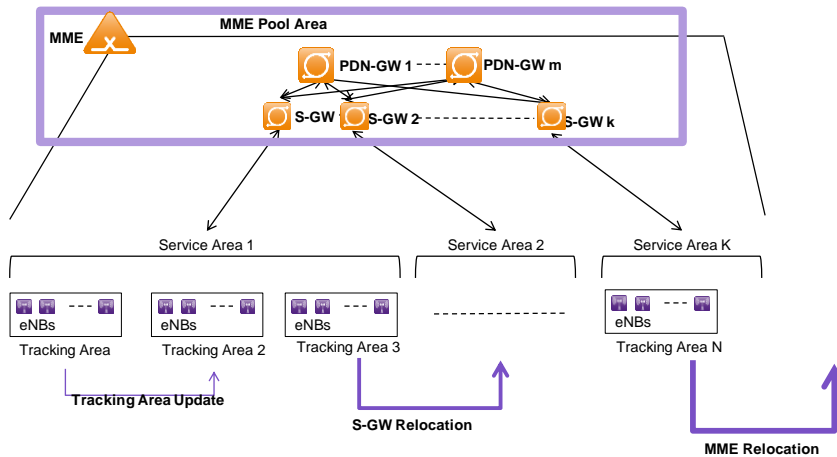 MME Pool Area
MME
PDN-GW 1
PDN-GW m
S-GW
S-GW 2
S-GW k
Service Area 1
Service Area 2
Service Area K
eNBs
eNBs
eNBs
eNBs
Tracking Area
Tracking Area 2
Tracking Area 3
Tracking Area N
Tracking Area Update
S-GW Relocation
MME Relocation